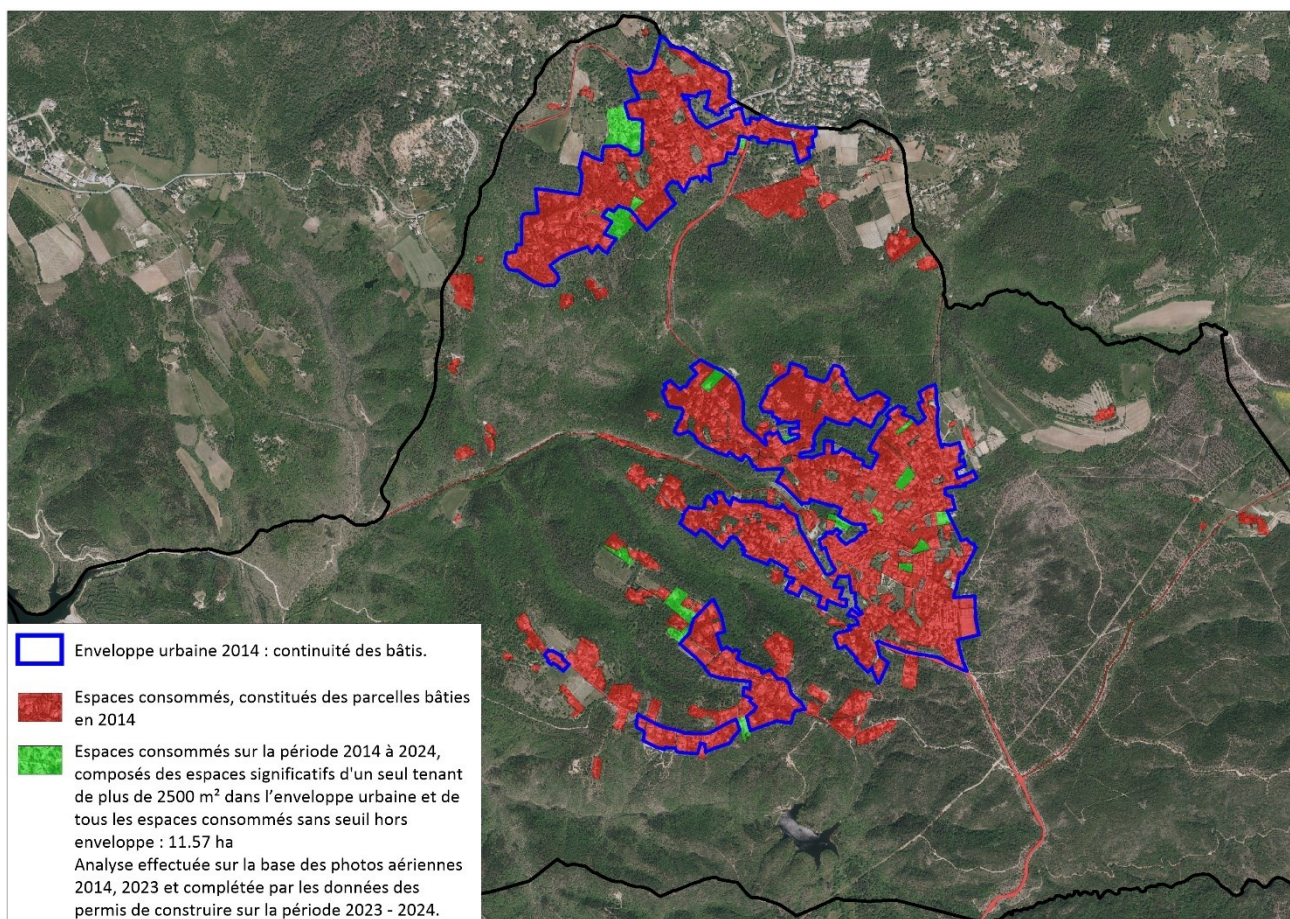 Enveloppe urbaine 2014 : continuité des bâtis.
Espaces consommés, constitués des parcelles bâties
en 2014
Espaces consommés sur la période 2014 à 2024,
composés des espaces significatifs d'un seul tenant
de plus de 2500 m² dans l’enveloppe urbaine et de
tous les espaces consommés sans seuil hors
enveloppe : 11.57 ha
Analyse effectuée sur la base des photos aériennes
2014, 2023 et complétée par les données des
permis de construire sur la période 2023 - 2024.